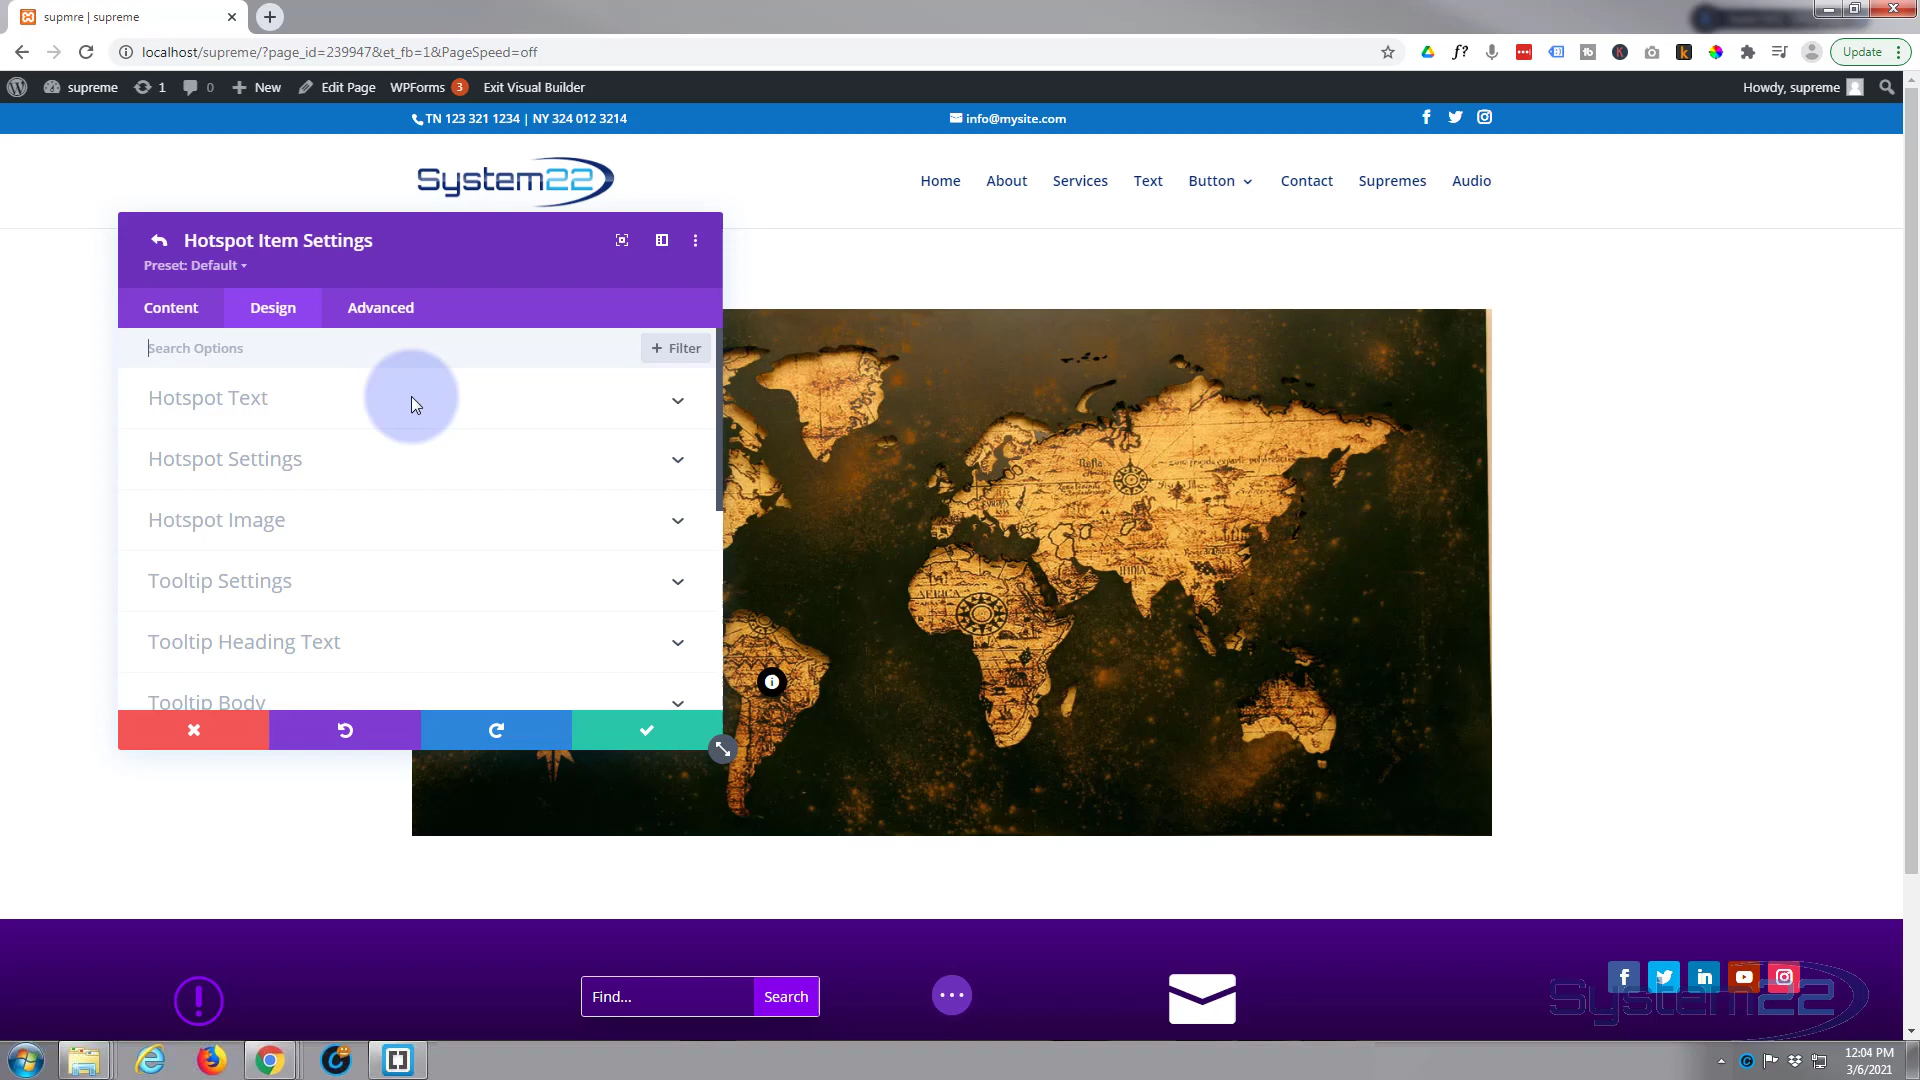 supmre | supreme
localhost/supreme/?page_id=239947&et_fb=1&PageSpeed=off
f?
Update
supreme
1
0
New
Edit Page
WPForms 3
Exit Visual Builder
Howdy, supreme
TN 123 321 1234 | NY 324 012 3214
info@mysite.com
System22
Home
About
Services
Text
Button
Contact
Supremes
Audio
Hotspot Item Settings
Preset: Default
Content
Design
Advanced
Search Options
+ Filter
Hotspot Text
Hotspot Settings
Hotspot Image
Tooltip Settings
Tooltip Heading Text
Tooltip Body
AFRICA
Find...
Search
System22
12:04 PM
3/6/2021